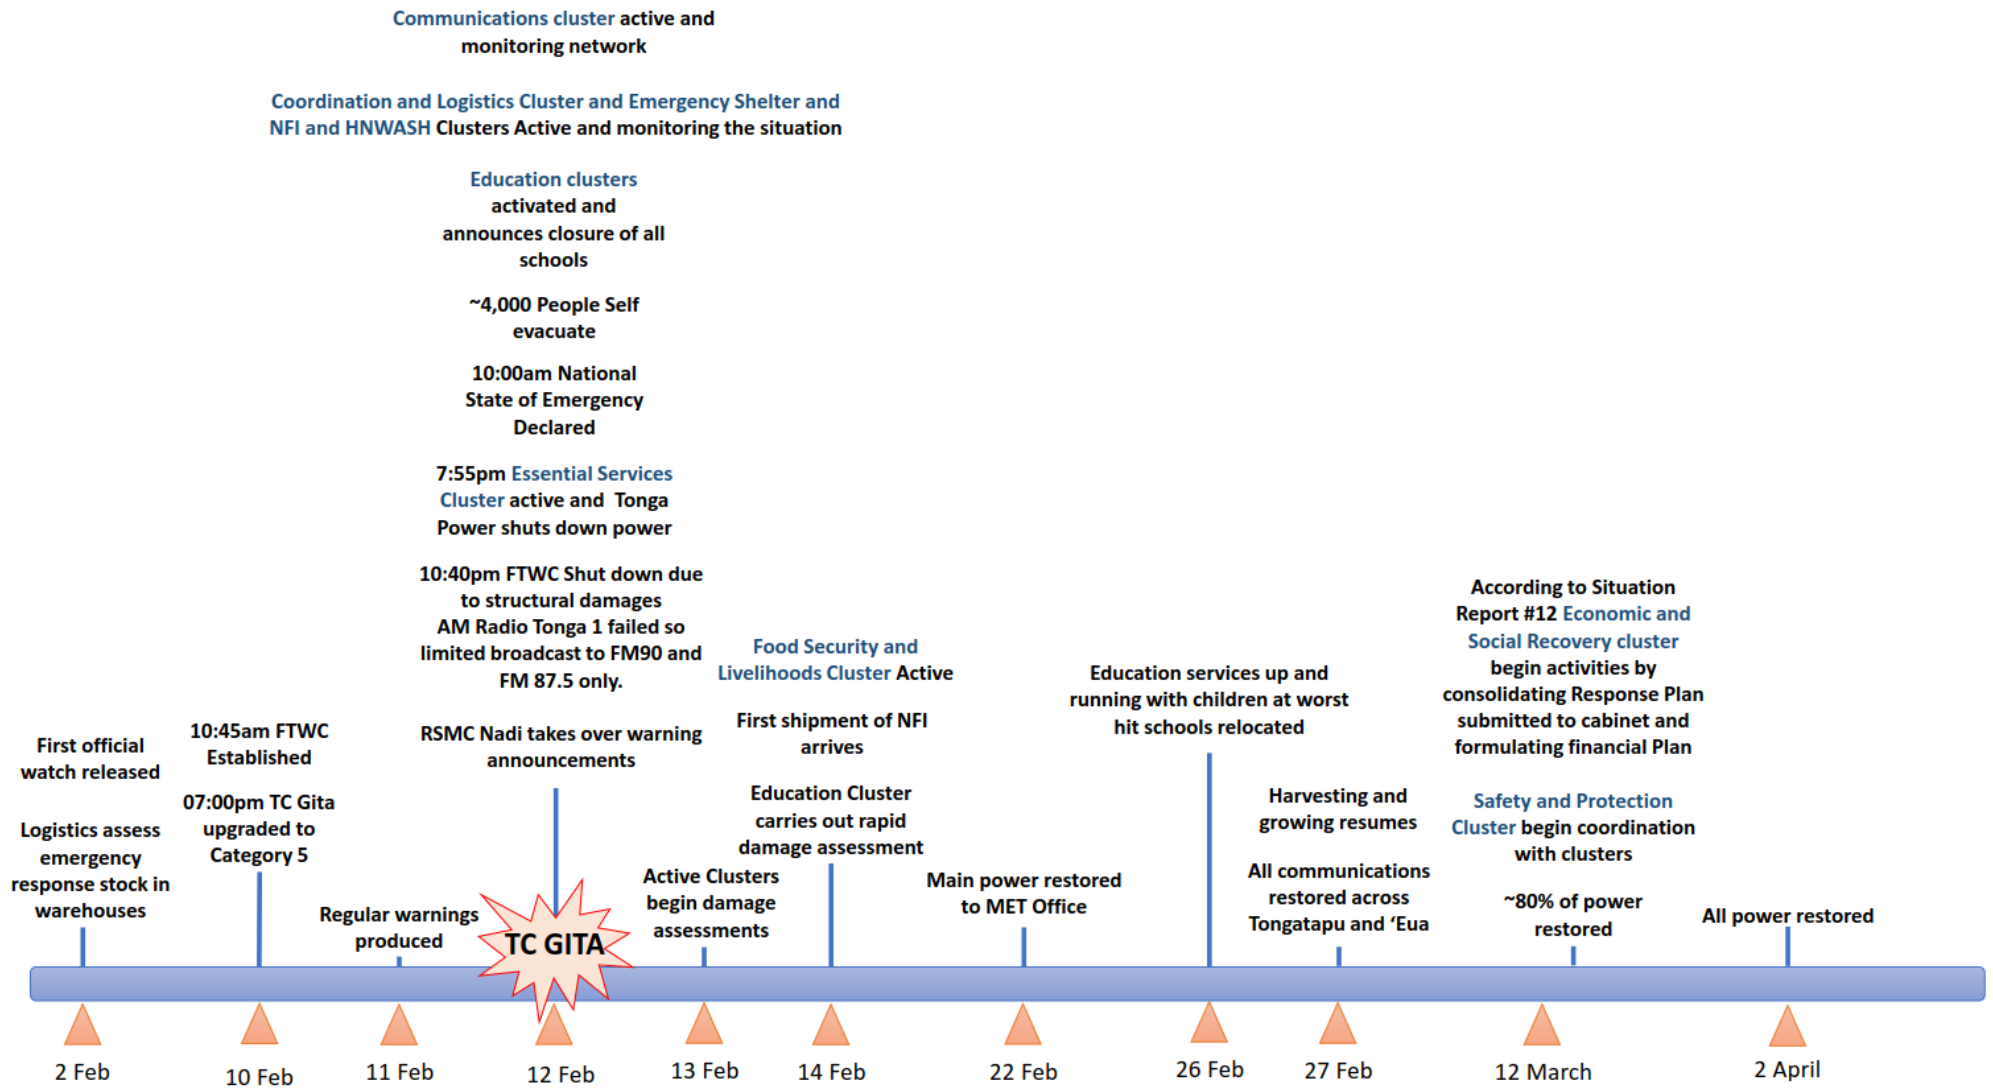 Communications cluster active and
monitoring network
Coordination and Logistics Cluster and Emergency Shelter and
NFI and HNWASH Clusters Active and monitoring the situation
Education clusters
activated and
announces closure of all
schools
~4,000 People Self
evacuate
10:00am National
State of Emergency
Declared
7:55pm Essential Services
Cluster active and Tonga
Power shuts down power
10:40pm FTWC Shut down due
to structural damages
AM Radio Tonga 1 failed so
limited broadcast to FM90 and
FM 87.5 only.
RSMC Nadi takes over warning
announcements
First official
watch released
Logistics assess
emergency
response stock in
warehouses
10:45am FTWC
Established
07:00pm TC Gita
upgraded to
Category 5
Regular warnings
produced
TC GITA
Active Clusters
begin damage
assessments
Food Security and
Livelihoods Cluster Active
First shipment of NFI
arrives
Education Cluster
carries out rapid
damage assessment
Main power restored
to MET Office
Education services up and
running with children at worst
hit schools relocated
Harvesting and
growing resumes
All communications
restored across
Tongatapu and ‘Eua
According to Situation
Report #12 Economic and
Social Recovery cluster
begin activities by
consolidating Response Plan
submitted to cabinet and
formulating financial Plan
Safety and Protection
Cluster begin coordination
with clusters
~80% of power
restored
All power restored
2 Feb
10 Feb
11 Feb
12 Feb
13 Feb
14 Feb
22 Feb
26 Feb
27 Feb
12 March
2 April